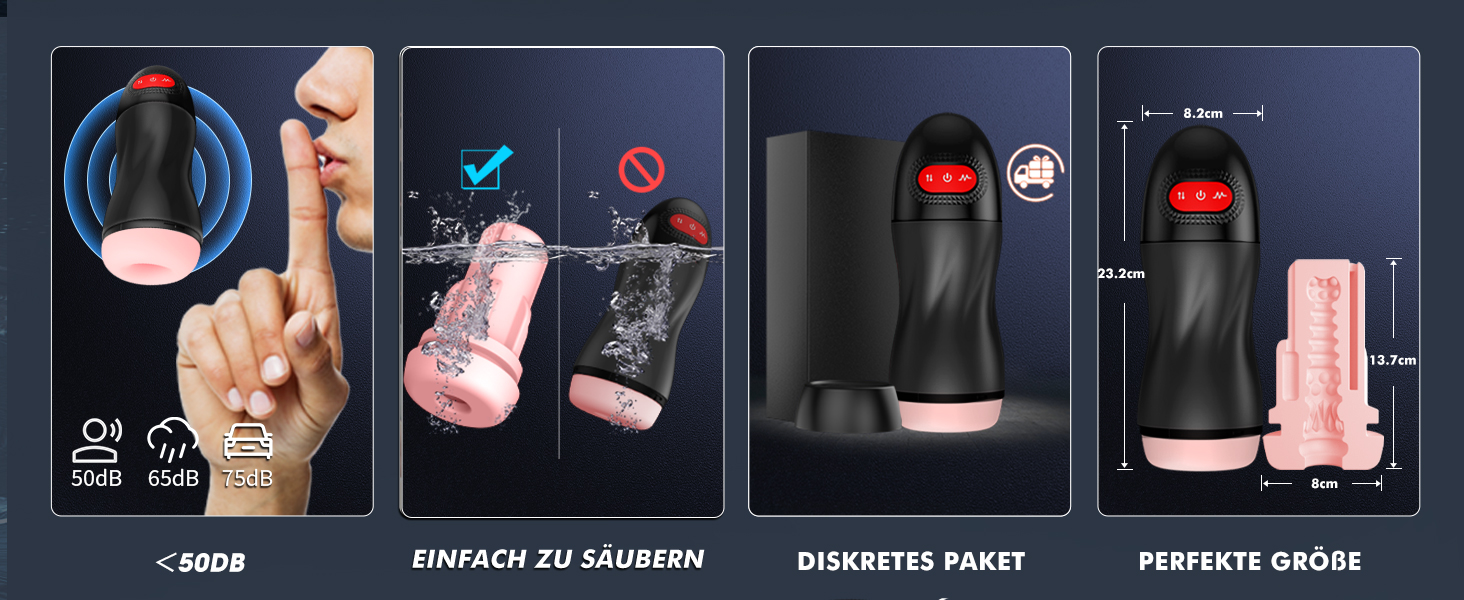 50dB
65dB
75dB
<50DB
EINFACH ZU SÄUBERN
DISKRETES PAKET
8.2cm
23.2cm
13.7cm
8cm
PERFEKTE GRÖßE